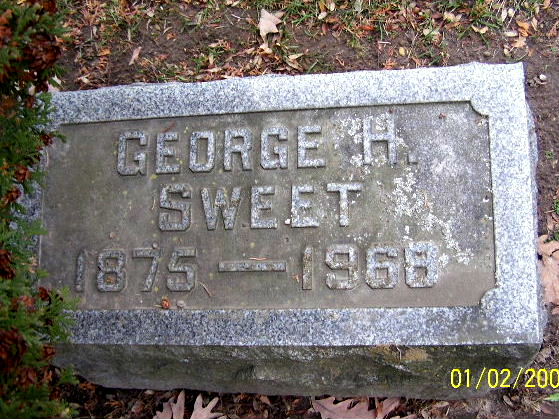 GEORGE H.
SWEET
1875 — 1968
01/02/200